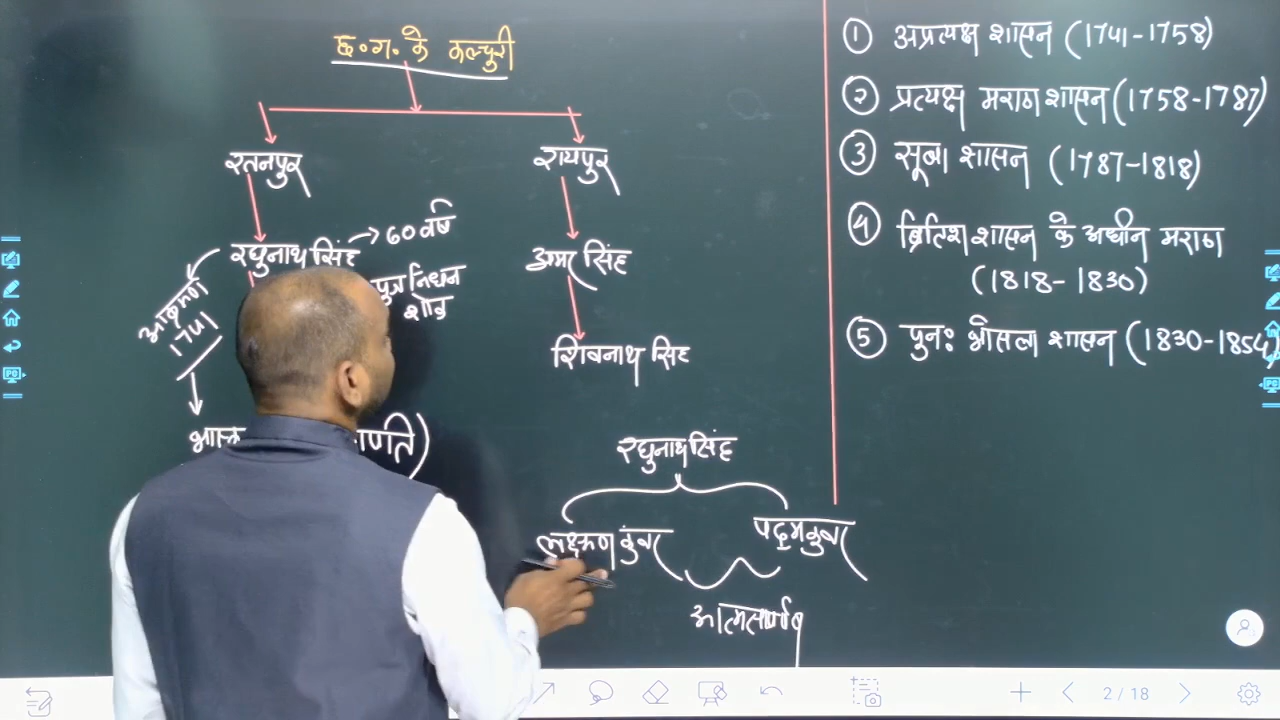 छ.ग. के कल्चुरी
रतनपुर
रायपुर
रघुनाथ सिंह
60 वर्ष
पुत्र निधन
शोक
आक्रमण
1741
अमर सिंह
शिवनाथ सिंह
रघुनाथ सिंह
लक्ष्मण कुंवर
पद्मकुंवर
आत्मसमर्पण
① अप्रत्यक्ष शासन (1741-1758)
② प्रत्यक्ष मराठा शासन (1758-1787)
③ सूबा शासन (1787-1818)
④ ब्रिटिश शासन के अधीन मराठा
(1818-1830)
⑤ पुनः भोंसला शासन (1830-1854)
2 / 18